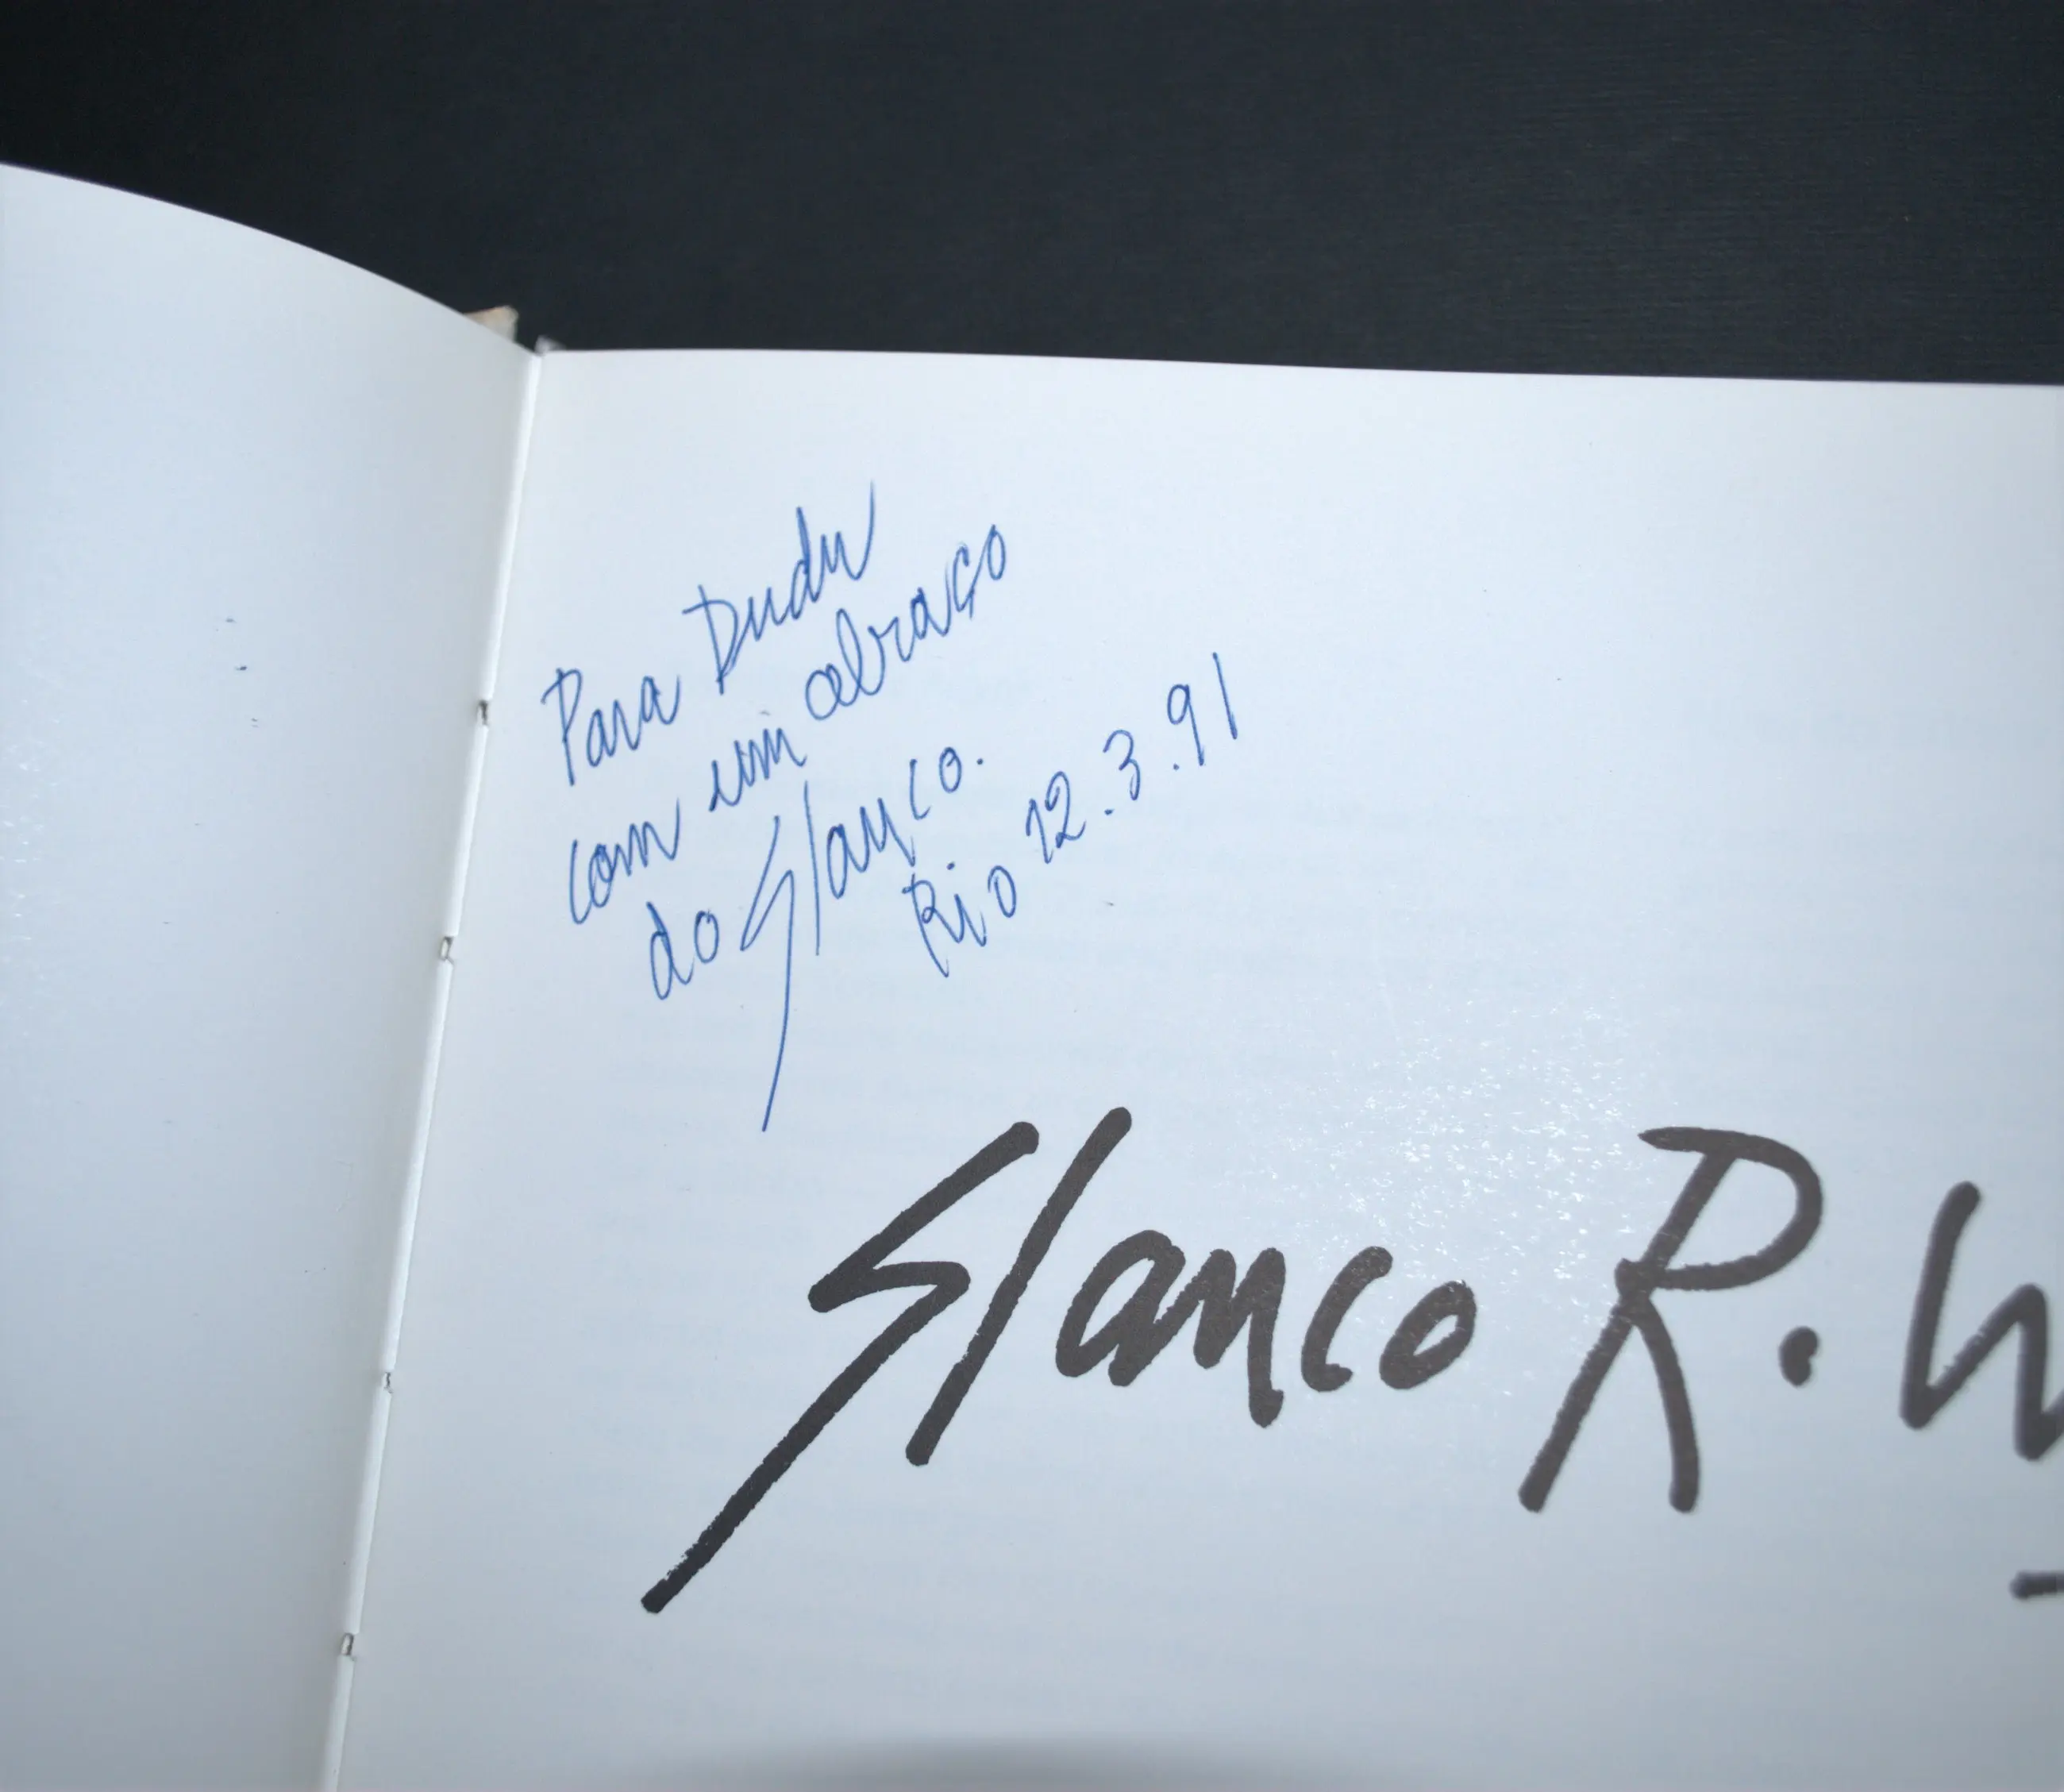 Para Dudu
com um abraço
do Glauco.
Rio 12.3.91
Glauco R.